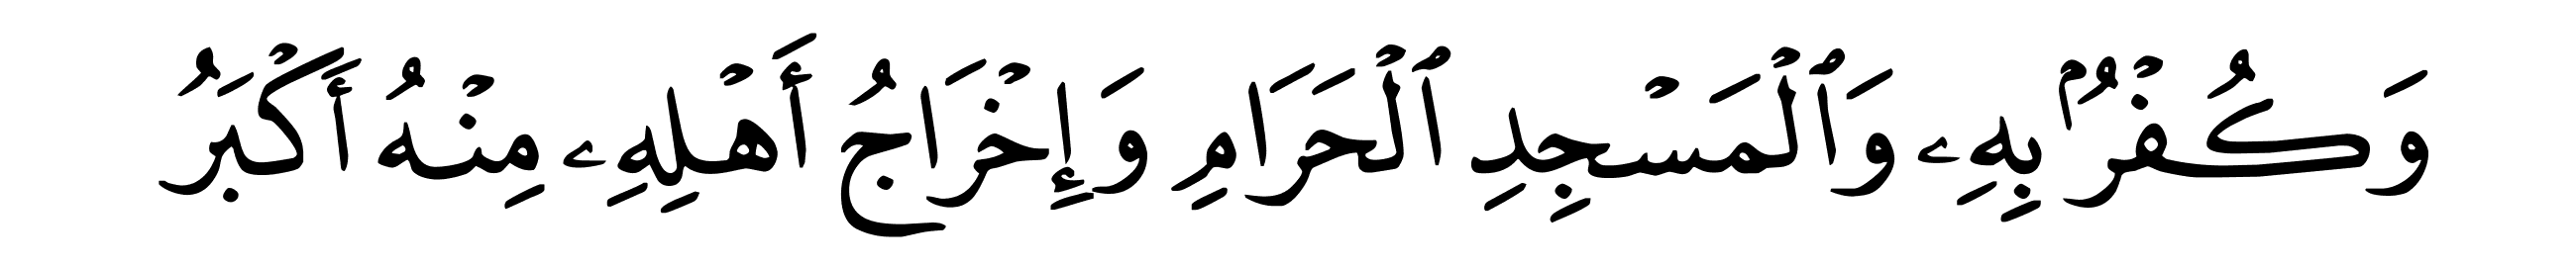 وَكُفْرُۢ بِهِۦ وَٱلْمَسْجِدِ ٱلْحَرَامِ وَإِخْرَاجُ أَهْلِهِۦ مِنْهُ أَكْبَرُ